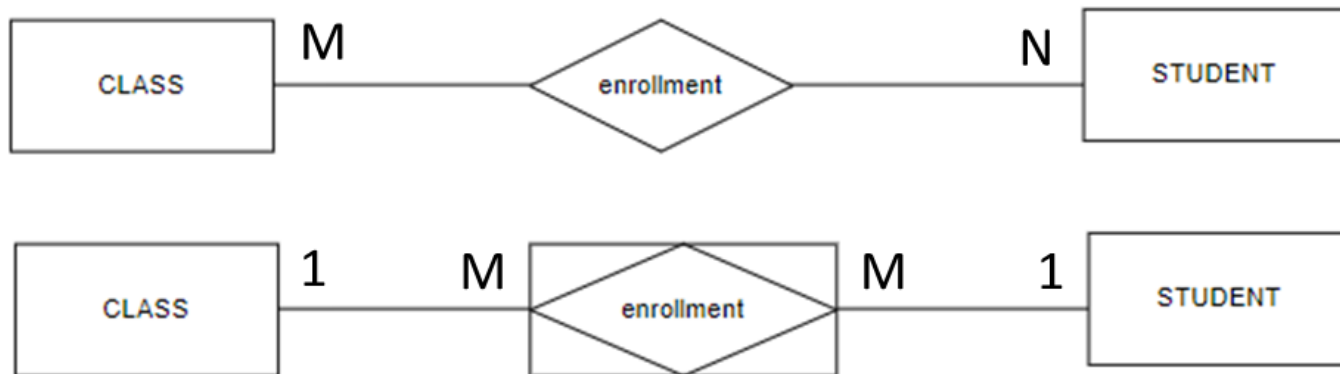 CLASS M enrollment N STUDENT
CLASS 1 M enrollment M 1 STUDENT